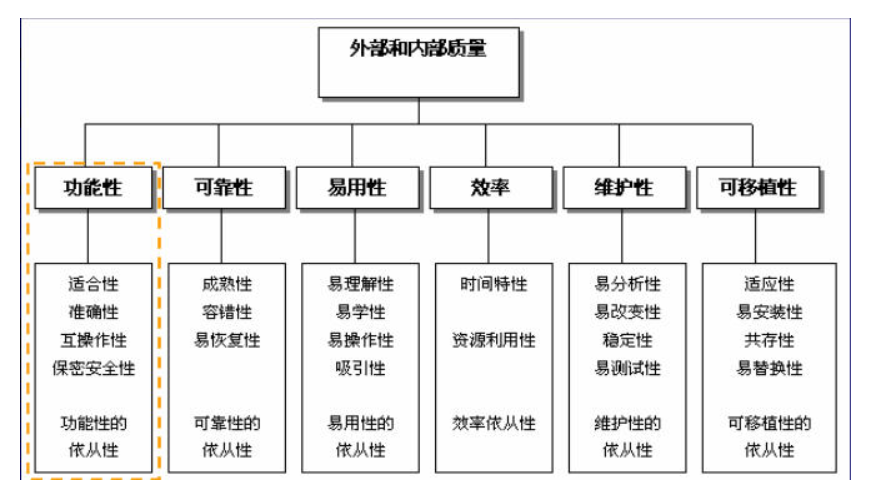 外部和内部质量
功能性
可靠性
易用性
效率
维护性
可移植性
适合性
准确性
互操作性
保密安全性
功能性的
依从性
成熟性
容错性
易恢复性
可靠性的
依从性
易理解性
易学性
易操作性
吸引性
易用性的
依从性
时间特性
资源利用性
效率依从性
易分析性
易改变性
稳定性
易测试性
维护性的
依从性
适应性
易安装性
共存性
易替换性
可移植性的
依从性